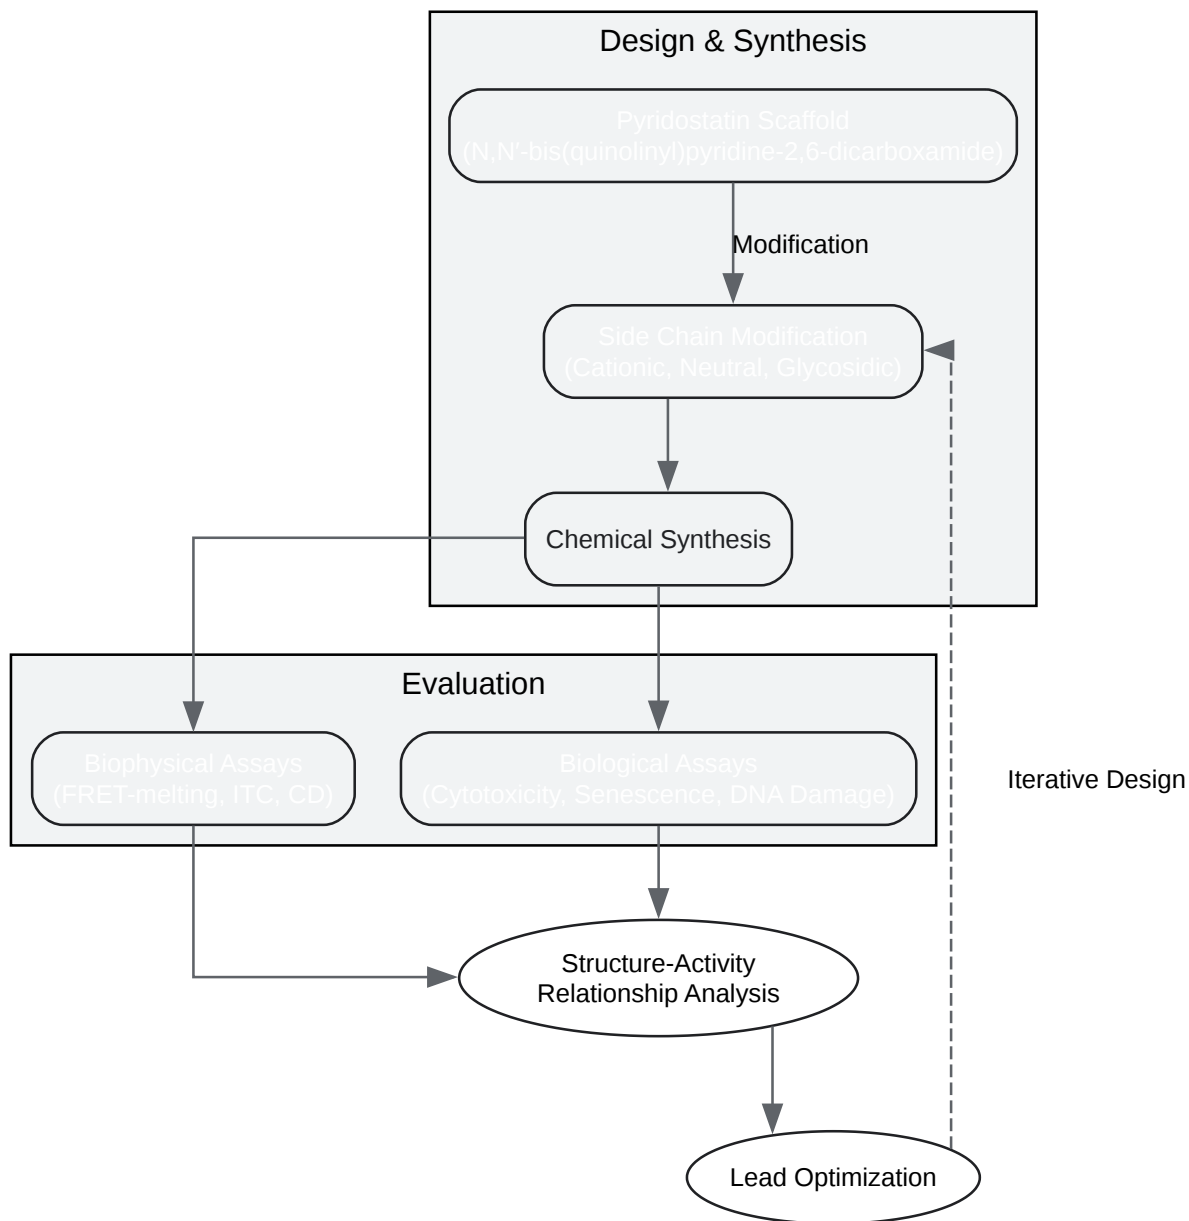 Design & Synthesis
Pyridostatin Scaffold
(N,N'-bis(quinolinyl)pyridine-2,6-dicarboxamide)
Modification
Side Chain Modification
(Cationic, Neutral, Glycosidic)
Chemical Synthesis
Evaluation
Biophysical Assays
(FRET-melting, ITC, CD)
Biological Assays
(Cytotoxicity, Senescence, DNA Damage)
Iterative Design
Structure-Activity
Relationship Analysis
Lead Optimization